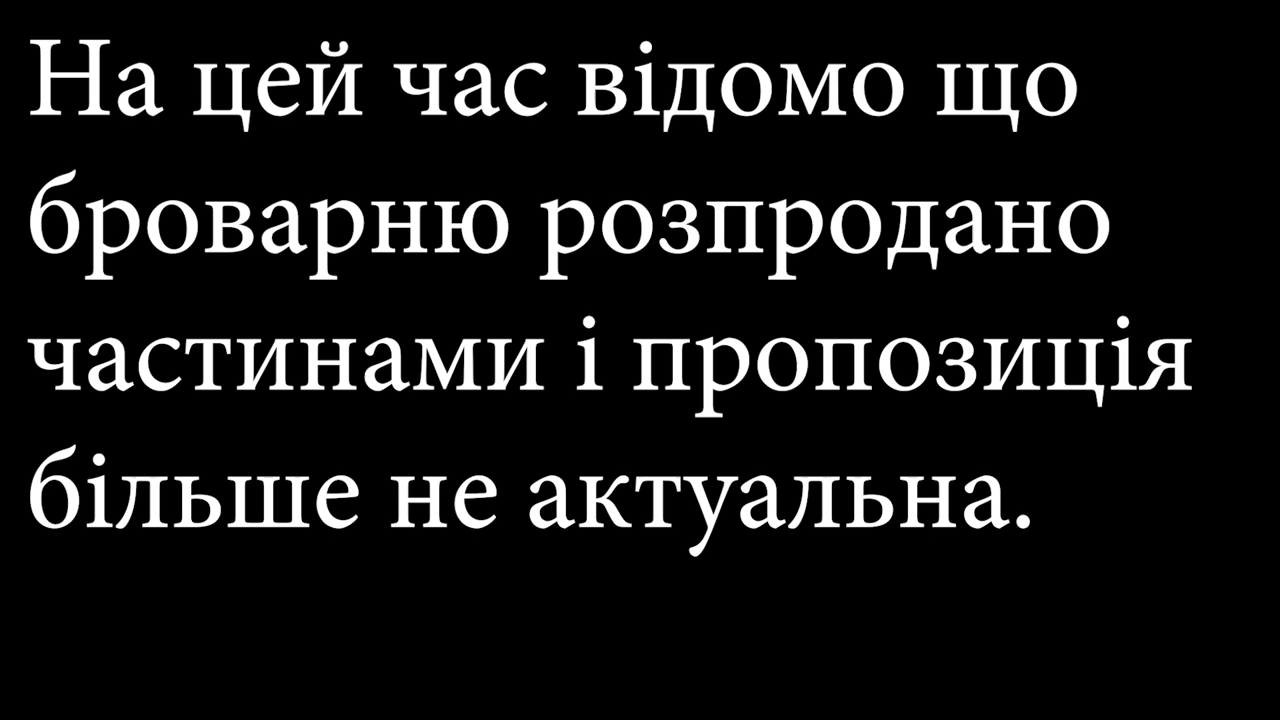 На цей час відомо що
броварню розпродано
частинами і пропозиція
більше не актуальна.